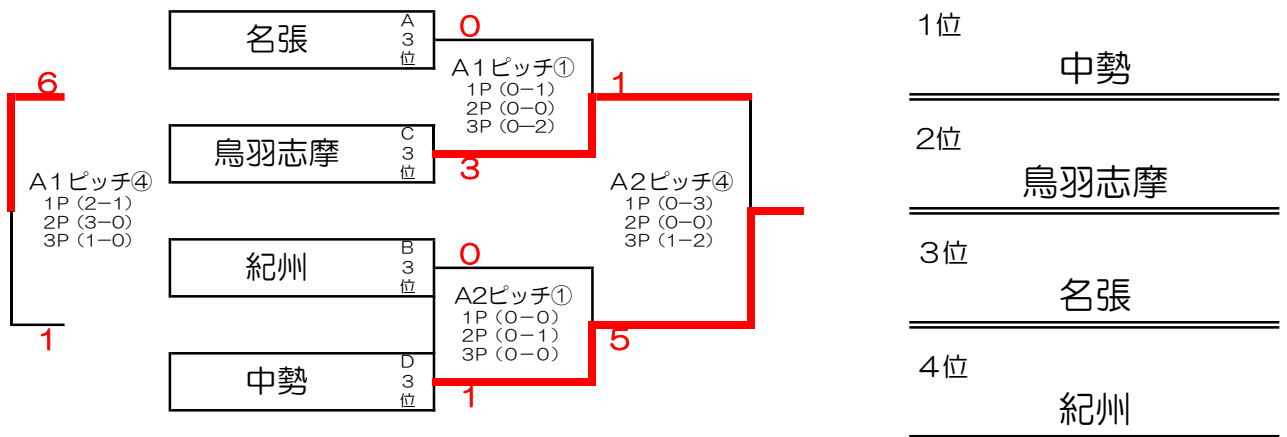 名張
A3位
0
A1ピッチ①
1P（0−1）
2P（0−0）
3P（0—2）
鳥羽志摩
C3位
3
1
6
A1ピッチ④
1P（2−1）
2P（3−0）
3P（1−0）
1
A2ピッチ④
1P（0−3）
2P（0−0）
3P（1−2）
紀州
B3位
0
A2ピッチ①
1P（0−0）
2P（0−1）
3P（0−0）
5
中勢
D3位
1
1位
中勢
2位
鳥羽志摩
3位
名張
4位
紀州